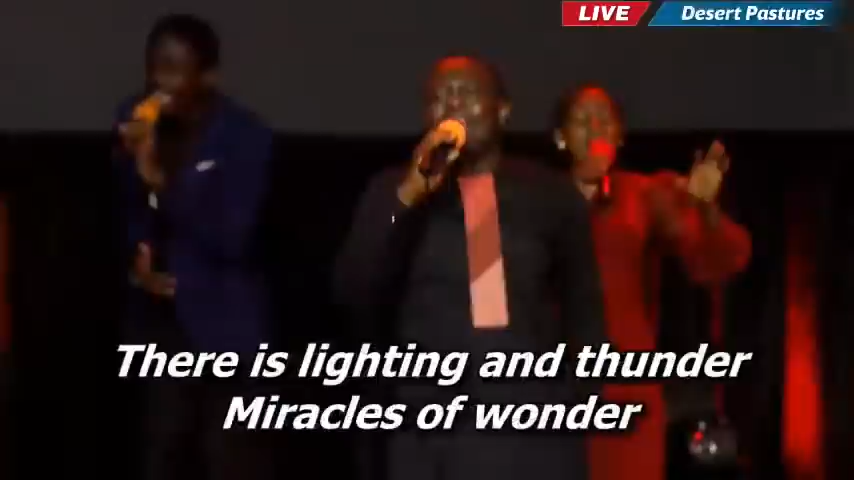 LIVE
Desert Pastures
There is lighting and thunder
Miracles of wonder